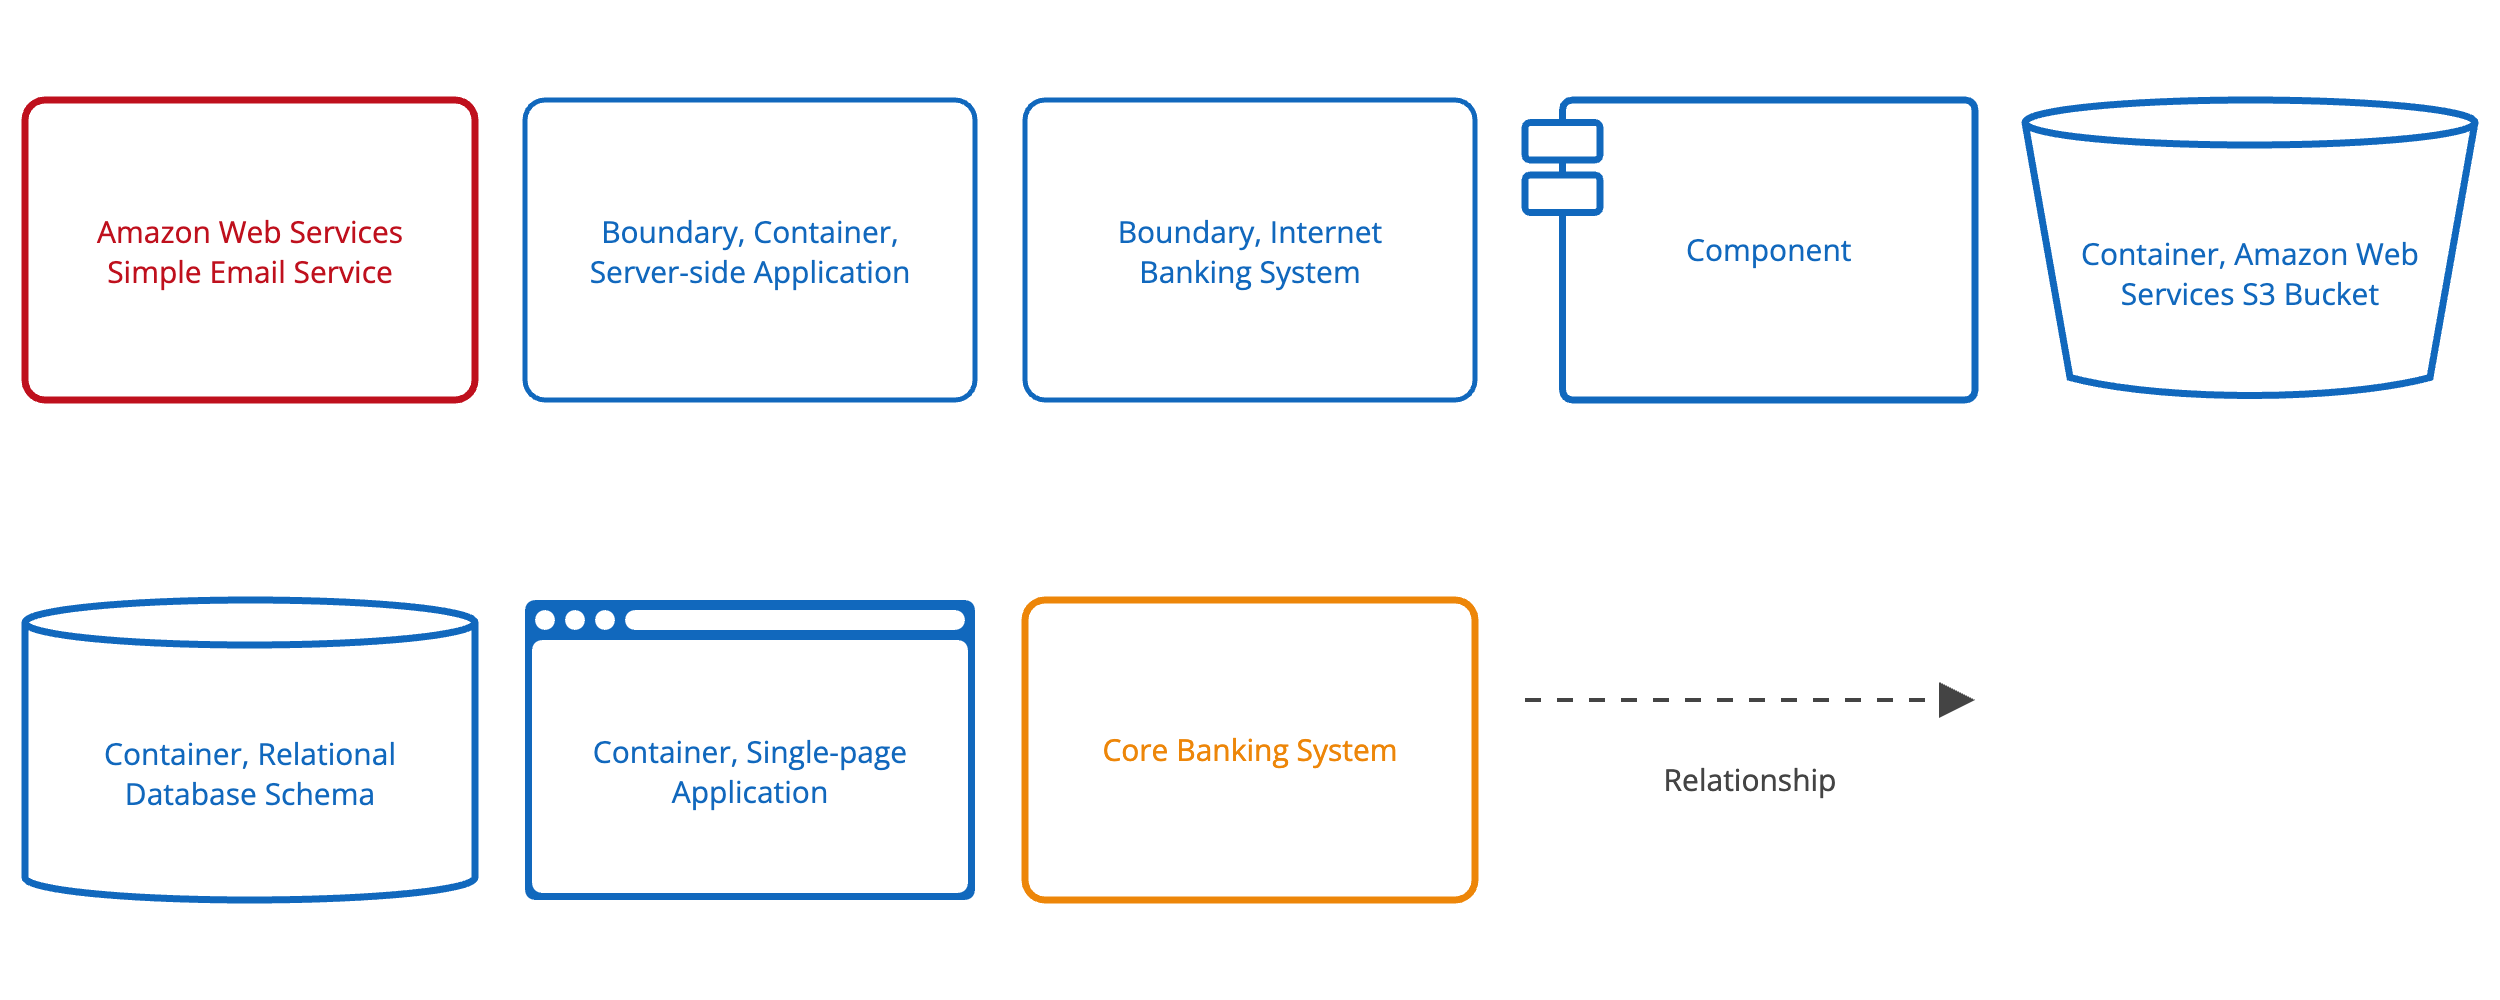 Amazon Web Services
Simple Email Service
Boundary, Container,
Server-side Application
Boundary, Internet
Banking System
Component
Container, Amazon Web
Services S3 Bucket
Container, Relational
Database Schema
Container, Single-page
Application
Core Banking System
Relationship